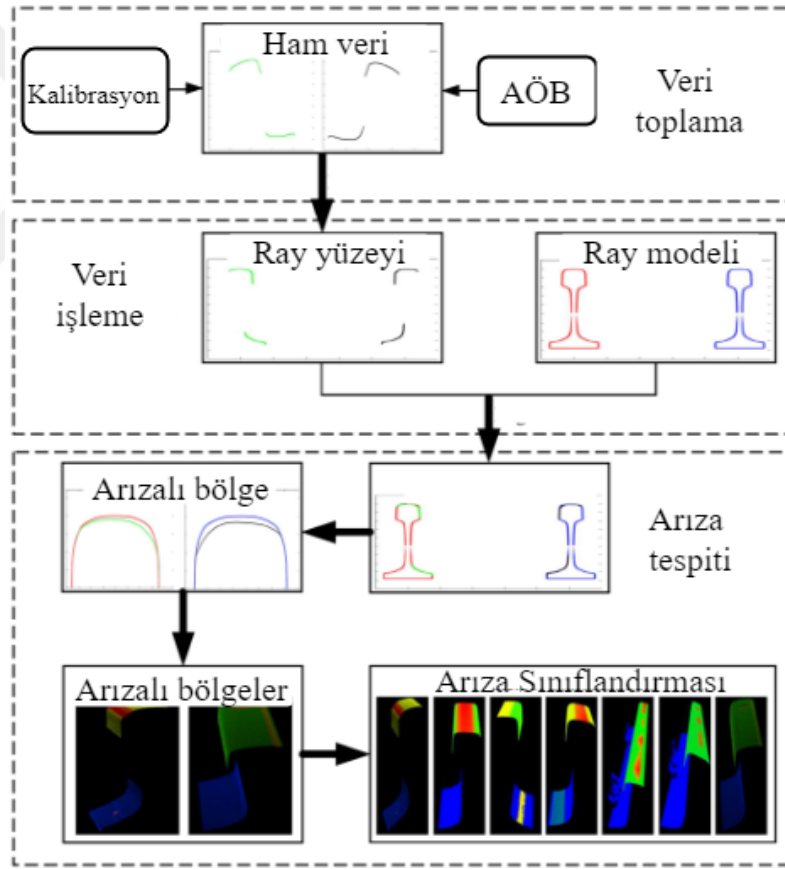 Ham veri
Kalibrasyon
AÖB
Veri
toplama
Veri
işleme
Ray yüzeyi
Ray modeli
Arızalı bölge
Arıza
tespiti
Arızalı bölgeler
Arıza Sınıflandırması